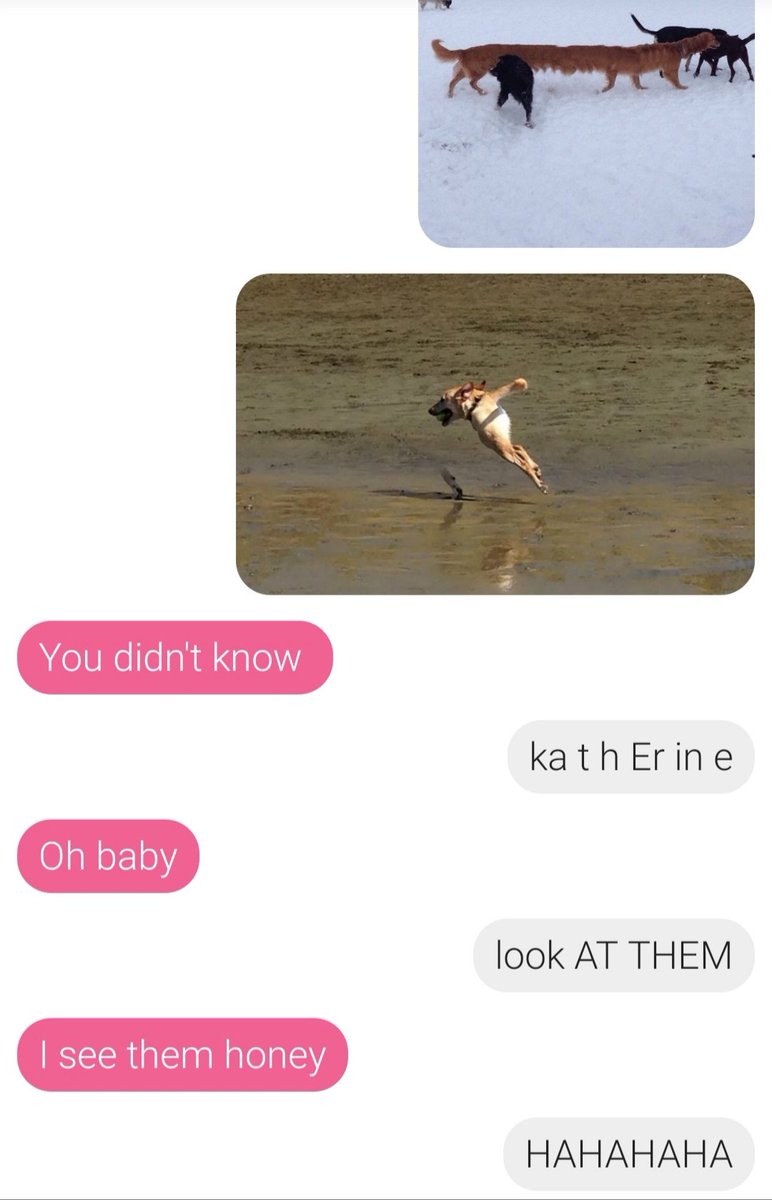 You didn't know
ka t h Er in e
Oh baby
look AT THEM
I see them honey
HAHAHAHA